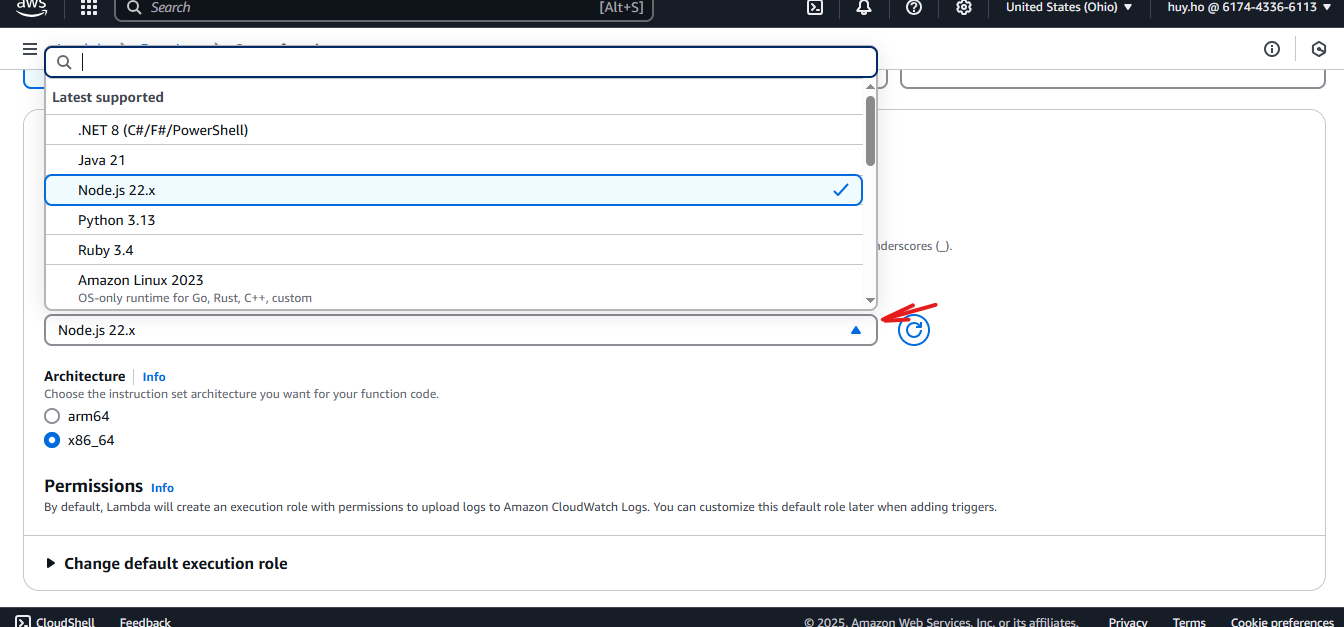 aws
Search [Alt+S]
United States (Ohio) huy.ho @ 6174-4336-6113
Latest supported
.NET 8 (C#/F#/PowerShell)
Java 21
Node.js 22.x
Python 3.13
Ruby 3.4
nderscores (_).
Amazon Linux 2023
OS-only runtime for Go, Rust, C++, custom
Node.js 22.x
Architecture Info
Choose the instruction set architecture you want for your function code.
arm64
x86_64
Permissions Info
By default, Lambda will create an execution role with permissions to upload logs to Amazon CloudWatch Logs. You can customize this default role later when adding triggers.
Change default execution role
CloudShell Feedback © 2025, Amazon Web Services, Inc. or its affiliates. Privacy Terms Cookie preferences